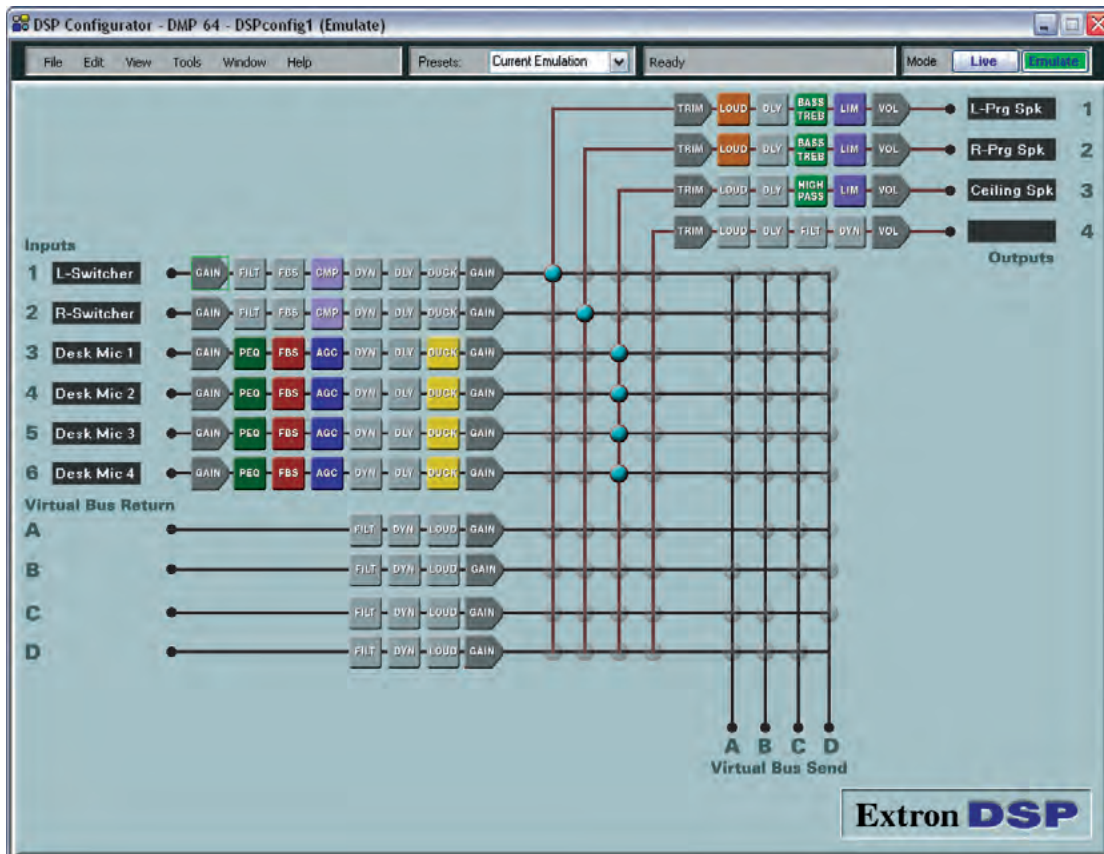 DSP Configurator - DMP 64 - DSPconfig1 (Emulate)
File Edit View Tools Window Help Presets: Current Emulation Ready Mode Live Emulate
TRIM LOUD DLY BASS TREB LIM VOL L-Prg Spk 1
TRIM LOUD DLY BASS TREB LIM VOL R-Prg Spk 2
TRIM LOUD DLY HIGH PASS LIM VOL Ceiling Spk 3
TRIM LOUD DLY FILT DYN VOL 4
Outputs
Inputs
1 L-Switcher GAIN FILT FBS CMP DYN DLY DUCK GAIN
2 R-Switcher GAIN FILT FBS CMP DYN DLY DUCK GAIN
3 Desk Mic 1 GAIN PEQ FBS AGC DYN DLY DUCK GAIN
4 Desk Mic 2 GAIN PEQ FBS AGC DYN DLY DUCK GAIN
5 Desk Mic 3 GAIN PEQ FBS AGC DYN DLY DUCK GAIN
6 Desk Mic 4 GAIN PEQ FBS AGC DYN DLY DUCK GAIN
Virtual Bus Return
A FILT DYN LOUD GAIN
B FILT DYN LOUD GAIN
C FILT DYN LOUD GAIN
D FILT DYN LOUD GAIN
A B C D
Virtual Bus Send
Extron DSP